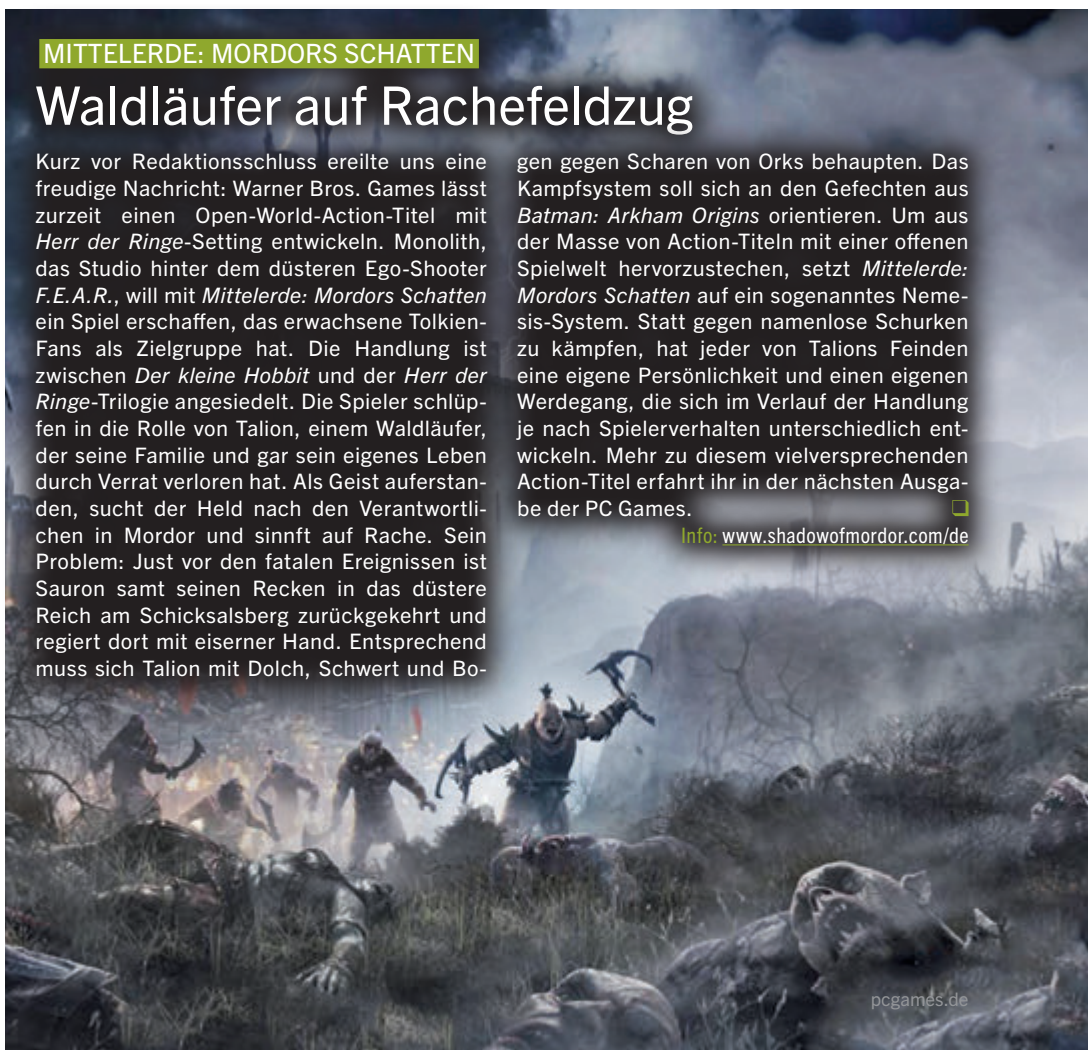 MITTELERDE: MORDORS SCHATTEN
Waldläufer auf Rachefeldzug
Kurz vor Redaktionsschluss ereilte uns eine
freudige Nachricht: Warner Bros. Games lässt
zurzeit einen Open-World-Action-Titel mit
Herr der Ringe-Setting entwickeln. Monolith,
das Studio hinter dem düsteren Ego-Shooter
F.E.A.R., will mit Mittelerde: Mordors Schatten
ein Spiel erschaffen, das erwachsene Tolkien-
Fans als Zielgruppe hat. Die Handlung ist
zwischen Der kleine Hobbit und der Herr der
Ringe-Trilogie angesiedelt. Die Spieler schlüp-
fen in die Rolle von Talion, einem Waldläufer,
der seine Familie und gar sein eigenes Leben
durch Verrat verloren hat. Als Geist auferstan-
den, sucht der Held nach den Verantwortli-
chen in Mordor und sinnft auf Rache. Sein
Problem: Just vor den fatalen Ereignissen ist
Sauron samt seinen Recken in das düstere
Reich am Schicksalsberg zurückgekehrt und
regiert dort mit eiserner Hand. Entsprechend
muss sich Talion mit Dolch, Schwert und Bo-
gen gegen Scharen von Orks behaupten. Das
Kampfsystem soll sich an den Gefechten aus
Batman: Arkham Origins orientieren. Um aus
der Masse von Action-Titeln mit einer offenen
Spielwelt hervorzustechen, setzt Mittelerde:
Mordors Schatten auf ein sogenanntes Neme-
sis-System. Statt gegen namenlose Schurken
zu kämpfen, hat jeder von Talions Feinden
eine eigene Persönlichkeit und einen eigenen
Werdegang, die sich im Verlauf der Handlung
je nach Spielerverhalten unterschiedlich ent-
wickeln. Mehr zu diesem vielversprechenden
Action-Titel erfahrt ihr in der nächsten Ausga-
be der PC Games. ❑
Info: www.shadowofmordor.com/de
pcgames.de